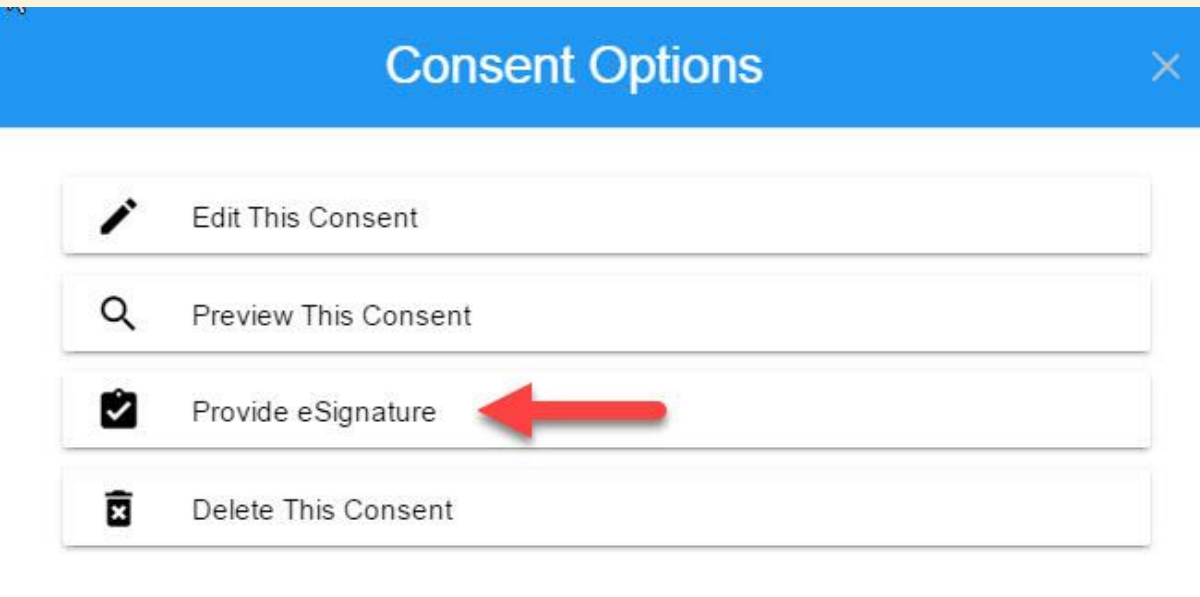 Consent Options
Edit This Consent
Preview This Consent
Provide eSignature
Delete This Consent